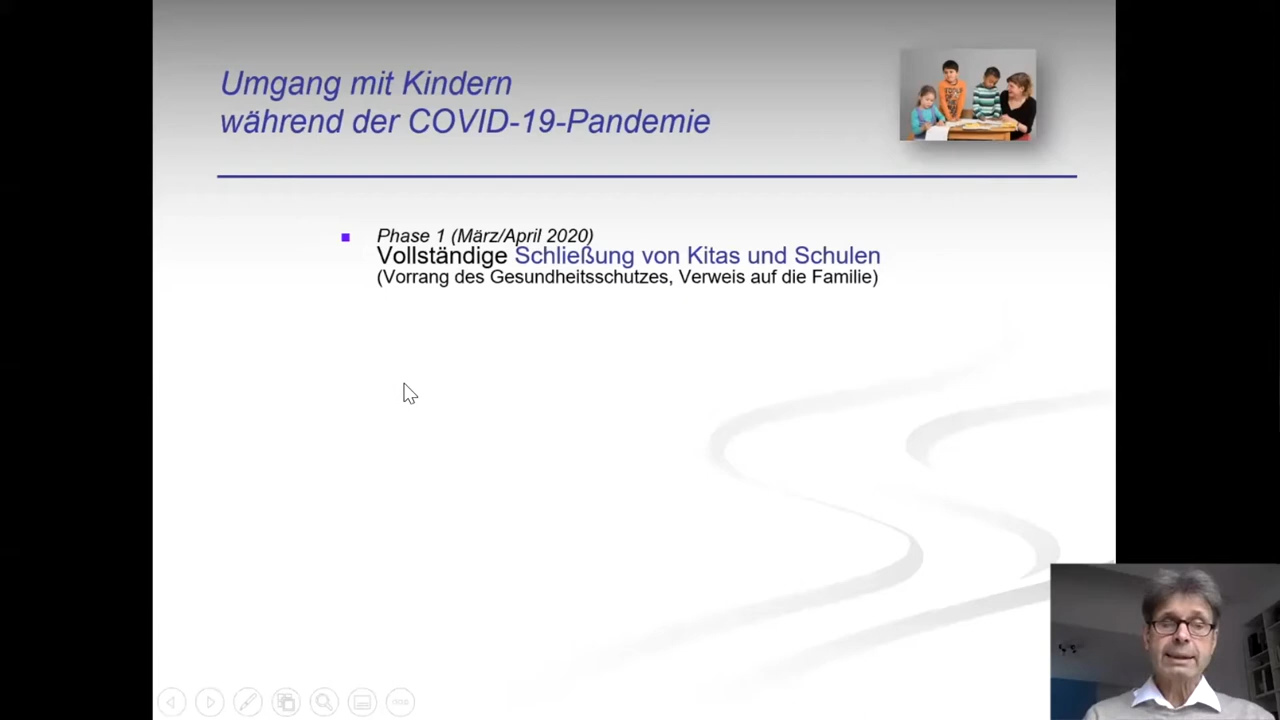 Umgang mit Kindern
während der COVID-19-Pandemie
Phase 1 (März/April 2020)
Vollständige Schließung von Kitas und Schulen
(Vorrang des Gesundheitsschutzes, Verweis auf die Familie)